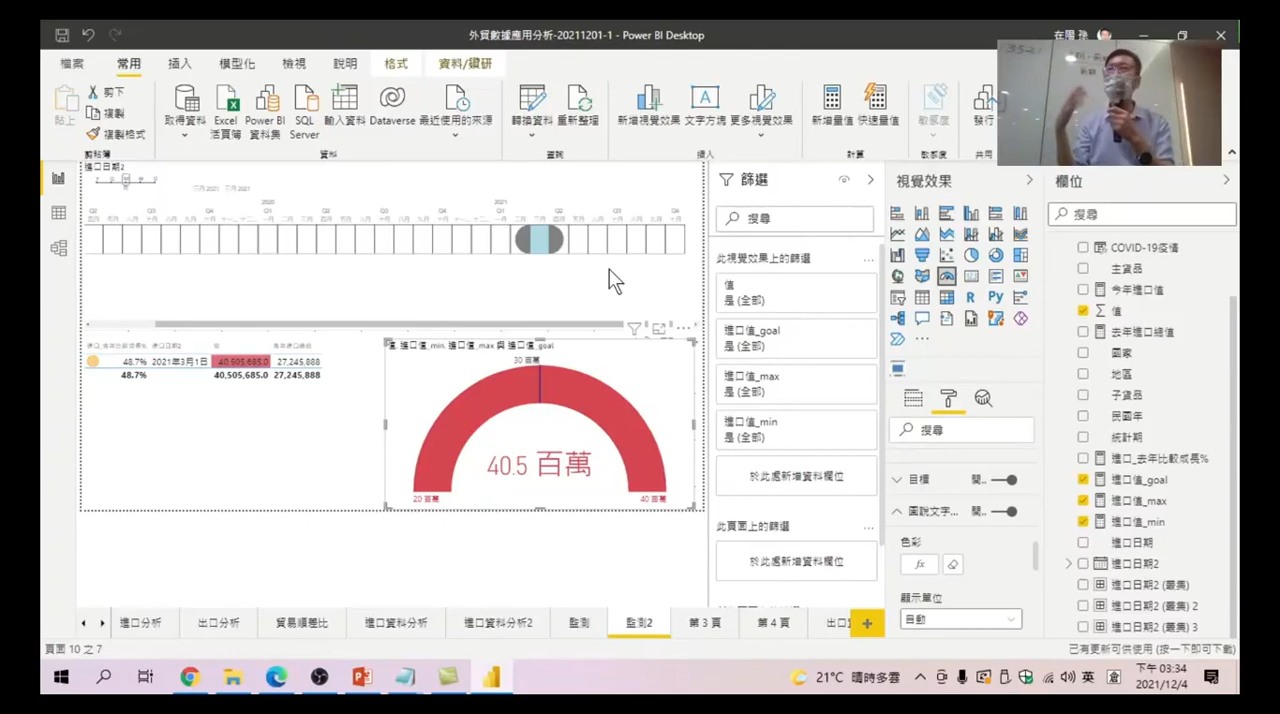 外貿數據應用分析-20211201-1 - Power BI Desktop
檔案 常用 插入 模型化 檢視 說明 格式 資料/鑽研
貼上
剪下
複製
複製格式
剪貼簿
取得資料
Excel 活頁簿
Power BI 資料集
SQL Server
輸入資料
Dataverse
最近使用的來源
資料
轉換資料
重新整理
查詢
新增視覺效果
文字方塊
更多視覺效果
插入
新增量值
快速量值
計算
敏感度
敏感度
發行
共用
進口日期2
2020
2021
Q2 Q3 Q4 Q1 Q2 Q3 Q4 Q1 Q2 Q3 Q4
48.7% 2021年3月1日 40,505,685.0 27,245,888
48.7% 40,505,685.0 27,245,888
值, 進口值_min, 進口值_max 與 進口值_goal
30 百萬
40.5 百萬
20 百萬
40 百萬
篩選
搜尋
此視覺效果上的篩選
值
是 (全部)
進口值_goal
是 (全部)
進口值_max
是 (全部)
進口值_min
是 (全部)
於此處新增資料欄位
此頁面上的篩選
於此處新增資料欄位
視覺效果
R
Py
搜尋
目標 開...
圖說文字... 開...
色彩
fx
顯示單位
自動
欄位
搜尋
COVID-19疫情
主貨品
今年進口值
值
去年進口總值
國家
地區
子貨品
民國年
統計期
進口_去年比較成長%
進口值_goal
進口值_max
進口值_min
進口日期
進口日期2
進口日期2 (叢集)
進口日期2 (叢集) 2
進口日期2 (叢集) 3
進口分析 出口分析 貿易順差比 進口資料分析 進口資料分析2 監測 監測2 第 3 頁 第 4 頁
頁面 10 之 7
已有更新可供使用 (按一下即可下載)
21°C 晴時多雲
英
下午 03:34
2021/12/4